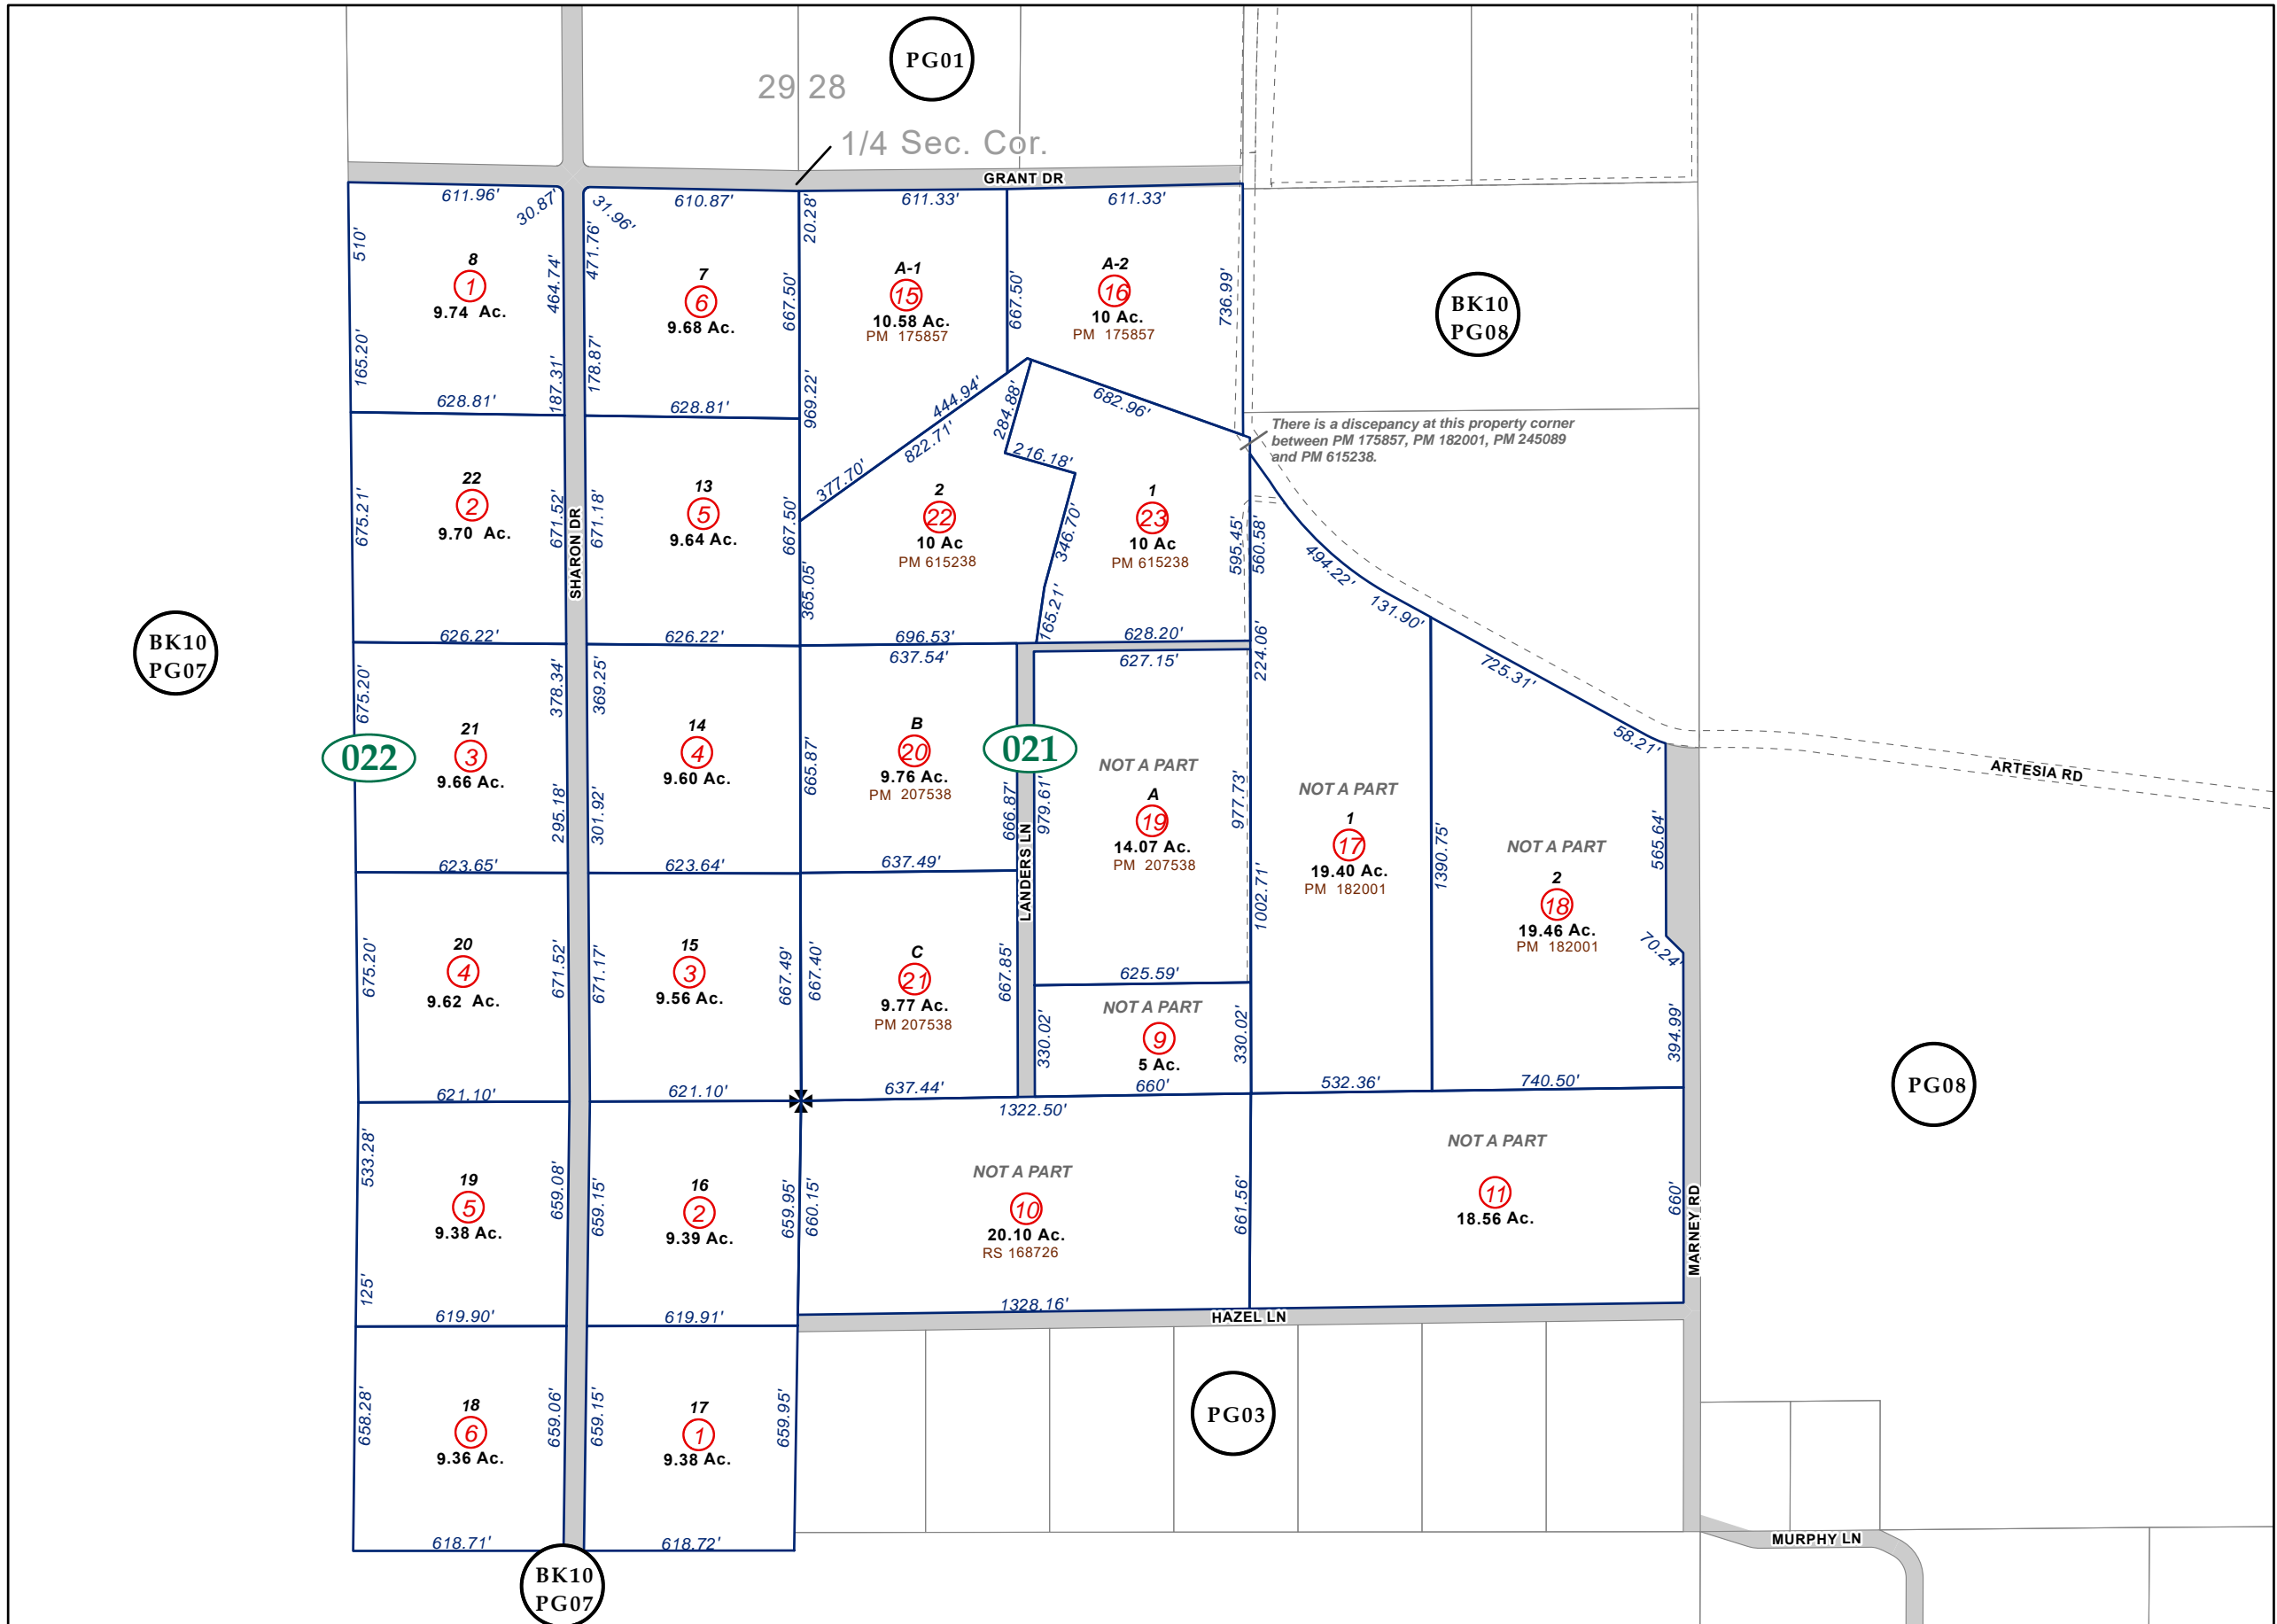 PG01
29 28
1/4 Sec. Cor.
GRANT DR
611.96'
30.87'
31.96'
610.87'
20.28'
611.33'
611.33'
510'
464.74'
471.76'
667.50'
667.50'
736.99'
8
1
9.74 Ac.
7
6
9.68 Ac.
A-1
15
10.58 Ac.
PM 175857
A-2
16
10 Ac.
PM 175857
BK10
PG08
165.20'
187.31'
178.87'
628.81'
628.81'
969.22'
444.94'
822.71'
377.70'
284.88'
682.96'
216.18'
There is a discepancy at this property corner
between PM 175857, PM 182001, PM 245089
and PM 615238.
675.21'
22
2
9.70 Ac.
671.52'
SHARON DR
671.18'
13
5
9.64 Ac.
667.50'
365.05'
2
22
10 Ac
PM 615238
346.70'
165.21'
1
23
10 Ac
PM 615238
595.45'
560.58'
494.22'
131.90'
725.31'
58.21'
626.22'
626.22'
696.53'
628.20'
637.54'
627.15'
224.06'
BK10
PG07
675.20'
022
21
3
9.66 Ac.
378.34'
295.18'
369.25'
301.92'
14
4
9.60 Ac.
665.87'
B
20
9.76 Ac.
PM 207538
666.87'
021
LANDERS LN
979.61'
NOT A PART
A
19
14.07 Ac.
PM 207538
977.73'
1002.71'
NOT A PART
1
17
19.40 Ac.
PM 182001
1390.75'
NOT A PART
2
18
19.46 Ac.
PM 182001
565.64'
70.24'
394.99'
ARTESIA RD
623.65'
623.64'
637.49'
675.20'
20
4
9.62 Ac.
671.52'
671.17'
15
3
9.56 Ac.
667.49'
667.40'
C
21
9.77 Ac.
PM 207538
667.85'
625.59'
NOT A PART
9
5 Ac.
330.02'
330.02'
621.10'
621.10'
637.44'
660'
532.36'
740.50'
1322.50'
PG08
533.28'
125'
19
5
9.38 Ac.
659.08'
659.15'
16
2
9.39 Ac.
659.95'
660.15'
NOT A PART
10
20.10 Ac.
RS 168726
661.56'
NOT A PART
11
18.56 Ac.
660'
MARNEY RD
619.90'
619.91'
1328.16'
HAZEL LN
658.28'
18
6
9.36 Ac.
659.06'
659.15'
17
1
9.38 Ac.
659.95'
PG03
618.71'
618.72'
MURPHY LN
BK10
PG07